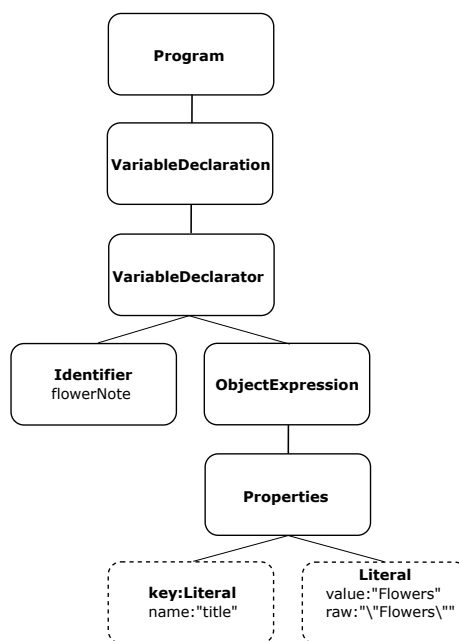 Program
VariableDeclaration
VariableDeclarator
Identifier
flowerNote
ObjectExpression
Properties
key:Literal
name:"title"
Literal
value:"Flowers"
raw:"\"Flowers\""